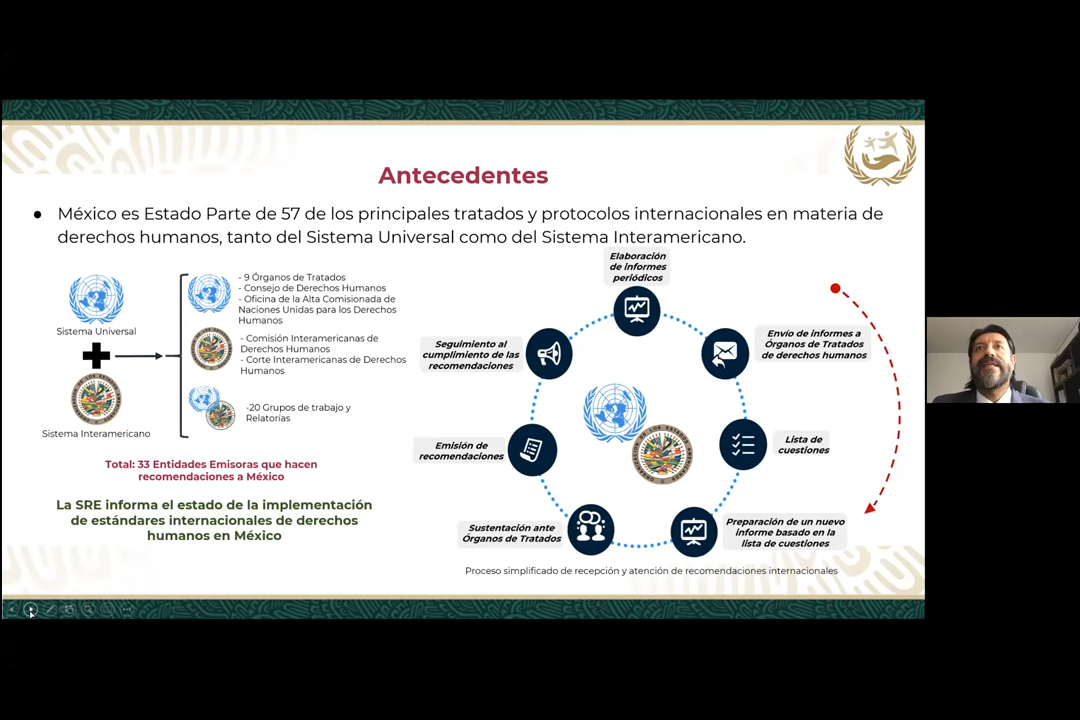 Antecedentes
● México es Estado Parte de 57 de los principales tratados y protocolos internacionales en materia de
derechos humanos, tanto del Sistema Universal como del Sistema Interamericano.
Sistema Universal
Sistema Interamericano
- 9 Órganos de Tratados
- Consejo de Derechos Humanos
- Oficina de la Alta Comisionada de
Naciones Unidas para los Derechos
Humanos
- Comisión Interamericana de
Derechos Humanos
- Corte Interamericana de Derechos
Humanos
-20 Grupos de trabajo y
Relatorías
Total: 33 Entidades Emisoras que hacen
recomendaciones a México
La SRE informa el estado de la implementación
de estándares internacionales de derechos
humanos en México
Elaboración
de informes
periódicos
Envío de informes a
Órganos de Tratados
de derechos humanos
Lista de
cuestiones
Preparación de un nuevo
informe basado en la
lista de cuestiones
Sustentación ante
Órganos de Tratados
Emisión de
recomendaciones
Seguimiento al
cumplimiento de las
recomendaciones
Proceso simplificado de recepción y atención de recomendaciones internacionales